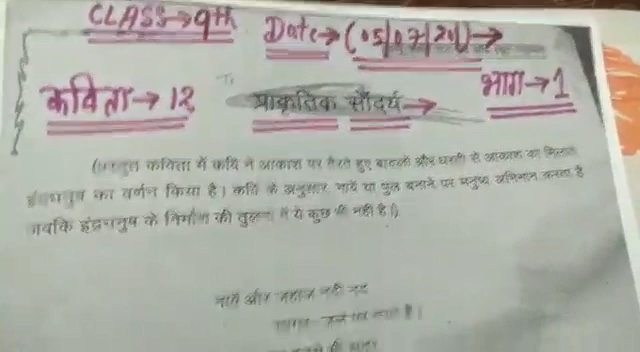 CLASS→9th Date→(05/07/20)→
कविता→12 प्राकृतिक सौंदर्य→ भाग→1
(प्रस्तुत कविता में कवि ने आकाश पर तैरते हुए बादलों और धरती से आकाश का मिलाते
इंद्रधनुष का वर्णन किया है। कवि के अनुसार नावें या पुल बनाने पर मनुष्य अभिमान करता है
जबकि इंद्रधनुष के निर्माण की तुलना में ये कुछ भी नहीं है।)
नावें और जहाज नदी नद
सागर